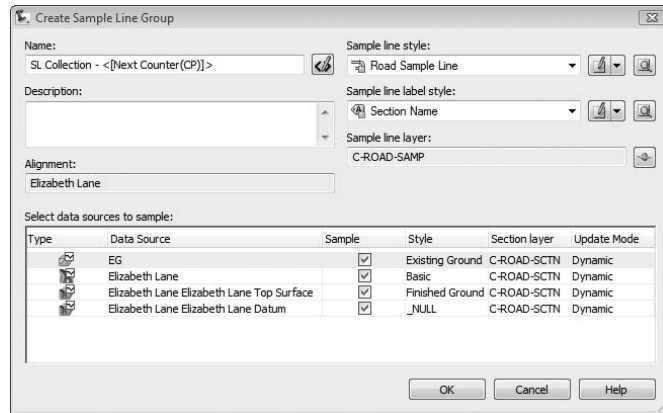 Create Sample Line Group
Name:
SL Collection - <[Next Counter(CP)]>
Description:
Alignment:
Elizabeth Lane
Sample line style:
Road Sample Line
Sample line label style:
Section Name
Sample line layer:
C-ROAD-SAMP
Select data sources to sample:
Type Data Source Sample Style Section layer Update Mode
EG Existing Ground C-ROAD-SCTN Dynamic
Elizabeth Lane Basic C-ROAD-SCTN Dynamic
Elizabeth Lane Elizabeth Lane Top Surface Finished Ground C-ROAD-SCTN Dynamic
Elizabeth Lane Elizabeth Lane Datum _NULL C-ROAD-SCTN Dynamic
OK Cancel Help